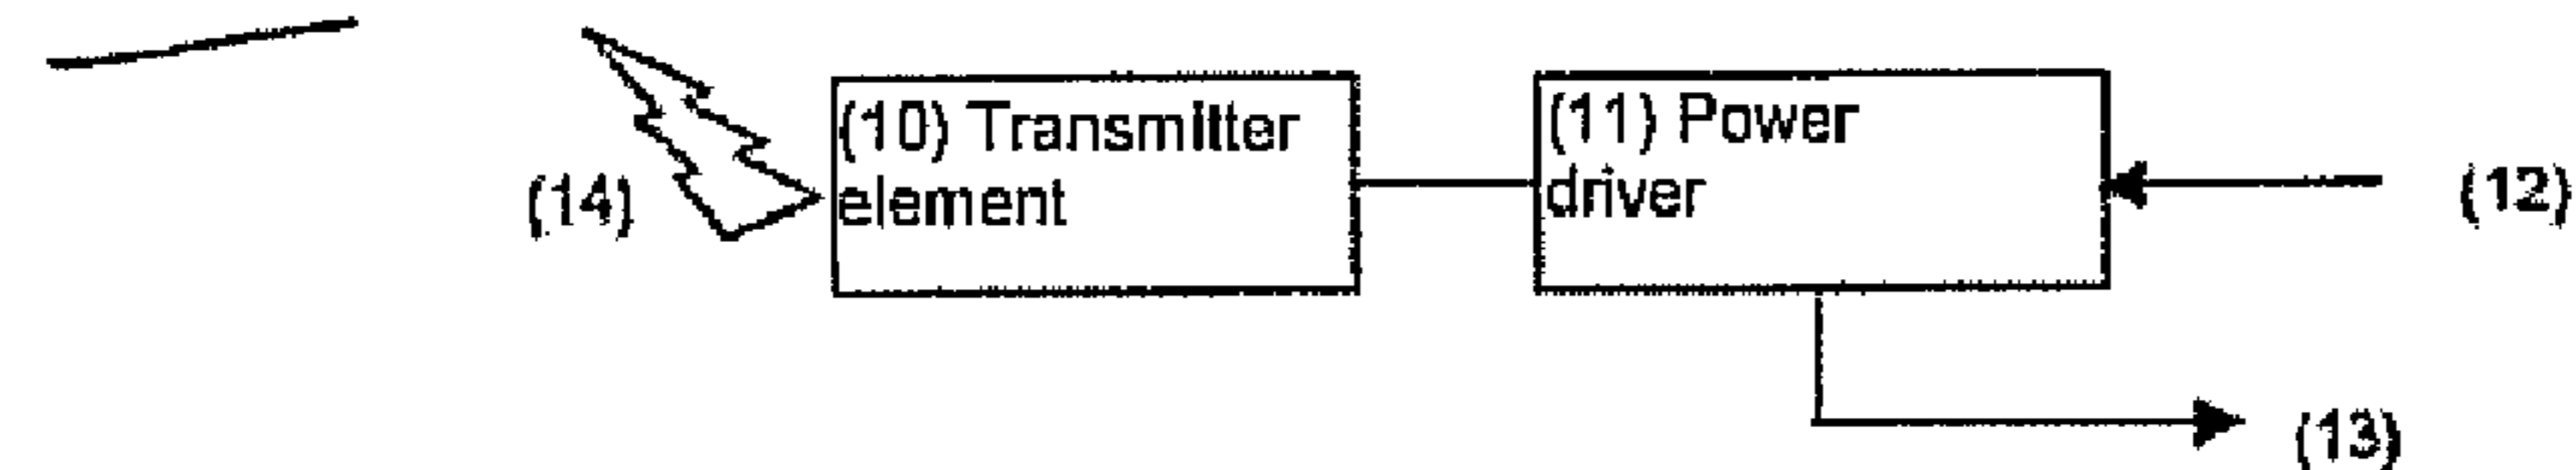 (10) Transmitter
element
(11) Power
driver
(12)
(14)
(13)